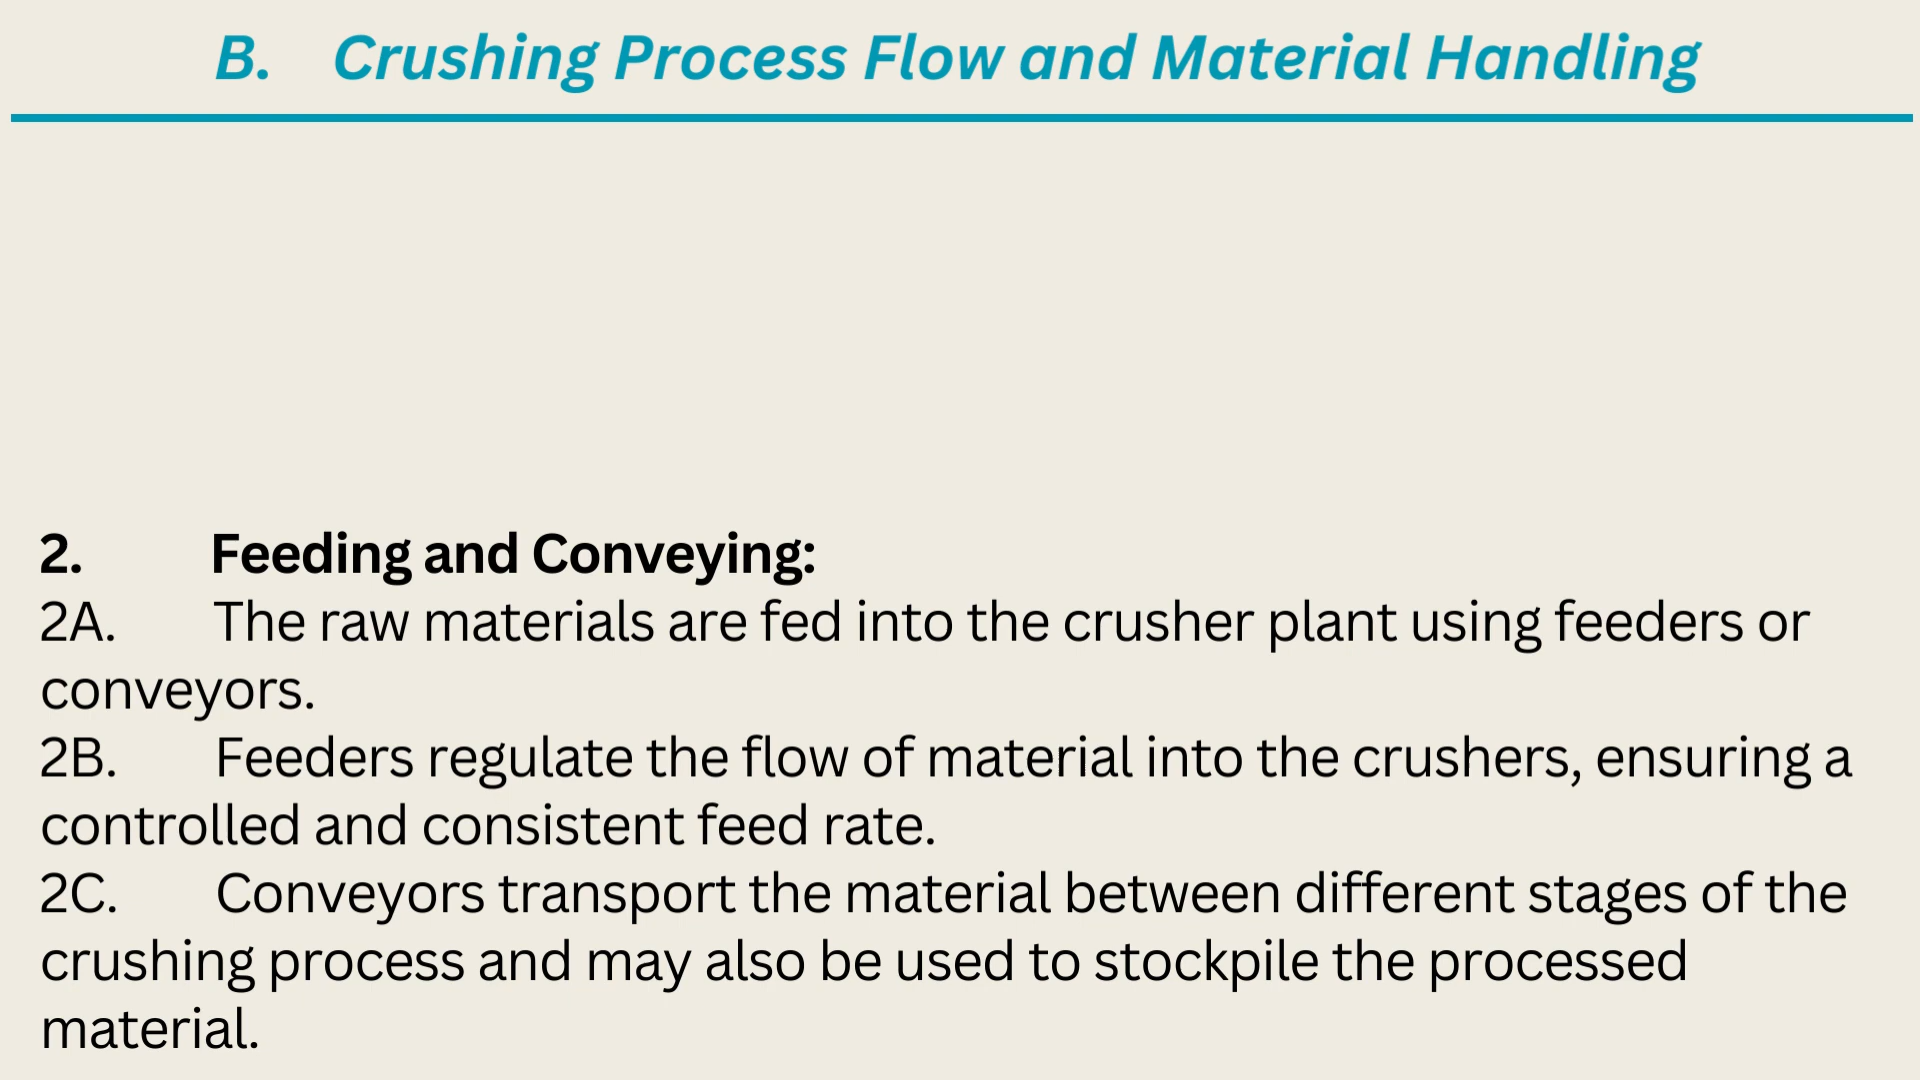 B. Crushing Process Flow and Material Handling
2. Feeding and Conveying:
2A. The raw materials are fed into the crusher plant using feeders or
conveyors.
2B. Feeders regulate the flow of material into the crushers, ensuring a
controlled and consistent feed rate.
2C. Conveyors transport the material between different stages of the
crushing process and may also be used to stockpile the processed
material.